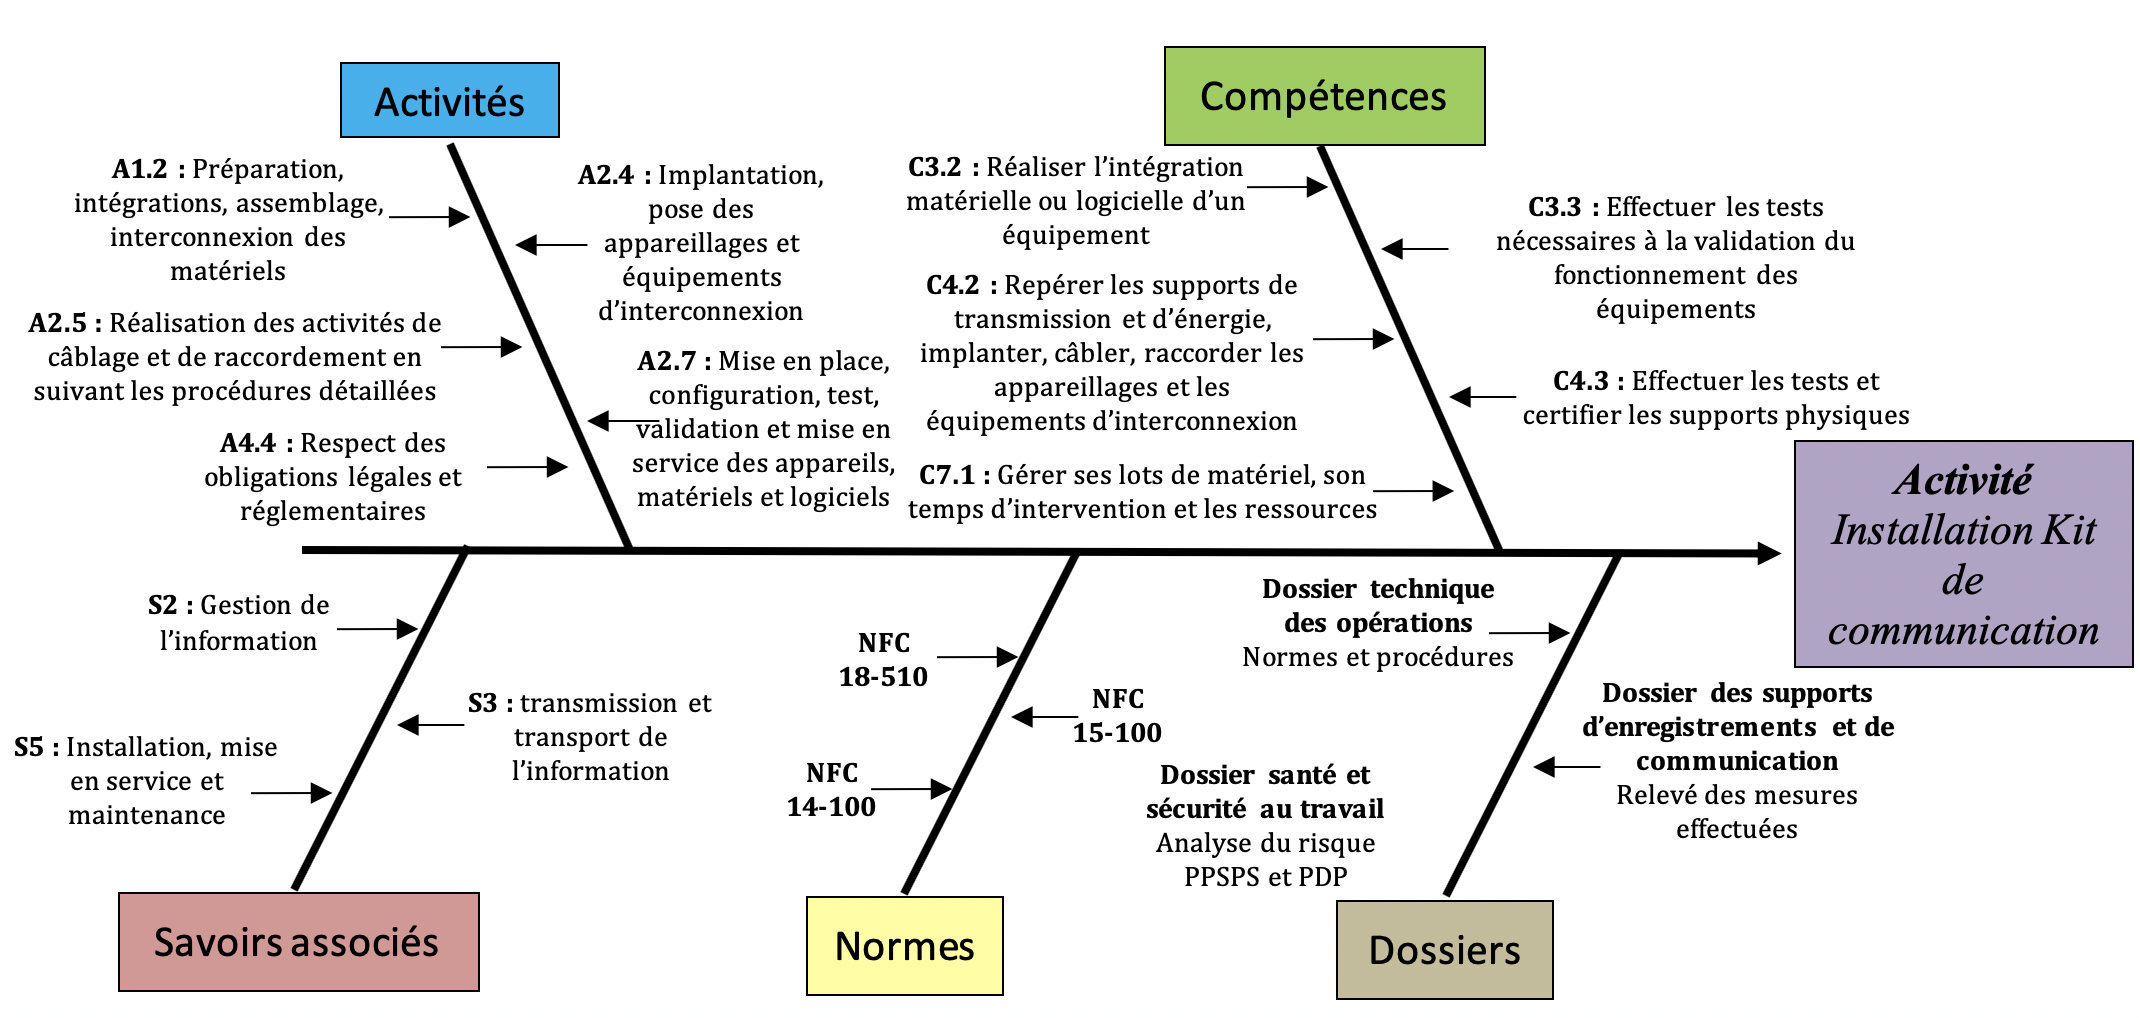 Activités
A1.2 : Préparation,
intégrations, assemblage,
interconnexion des
matériels
A2.4 : Implantation,
pose des
appareillages et
équipements
d’interconnexion
A2.5 : Réalisation des activités de
câblage et de raccordement en
suivant les procédures détaillées
A2.7 : Mise en place,
configuration, test,
validation et mise en
service des appareils,
matériels et logiciels
A4.4 : Respect des
obligations légales et
réglementaires
Compétences
C3.2 : Réaliser l’intégration
matérielle ou logicielle d’un
équipement
C3.3 : Effectuer les tests
nécessaires à la validation du
fonctionnement des
équipements
C4.2 : Repérer les supports de
transmission et d’énergie,
implanter, câbler, raccorder les
appareillages et les
équipements d’interconnexion
C4.3 : Effectuer les tests et
certifier les supports physiques
C7.1 : Gérer ses lots de matériel, son
temps d’intervention et les ressources
Activité
Installation Kit
de
communication
S2 : Gestion de
l’information
S3 : transmission et
transport de
l’information
S5 : Installation, mise
en service et
maintenance
Savoirs associés
NFC
18-510
NFC
15-100
NFC
14-100
Normes
Dossier technique
des opérations
Normes et procédures
Dossier des supports
d’enregistrements et de
communication
Relevé des mesures
effectuées
Dossier santé et
sécurité au travail
Analyse du risque
PPSPS et PDP
Dossiers